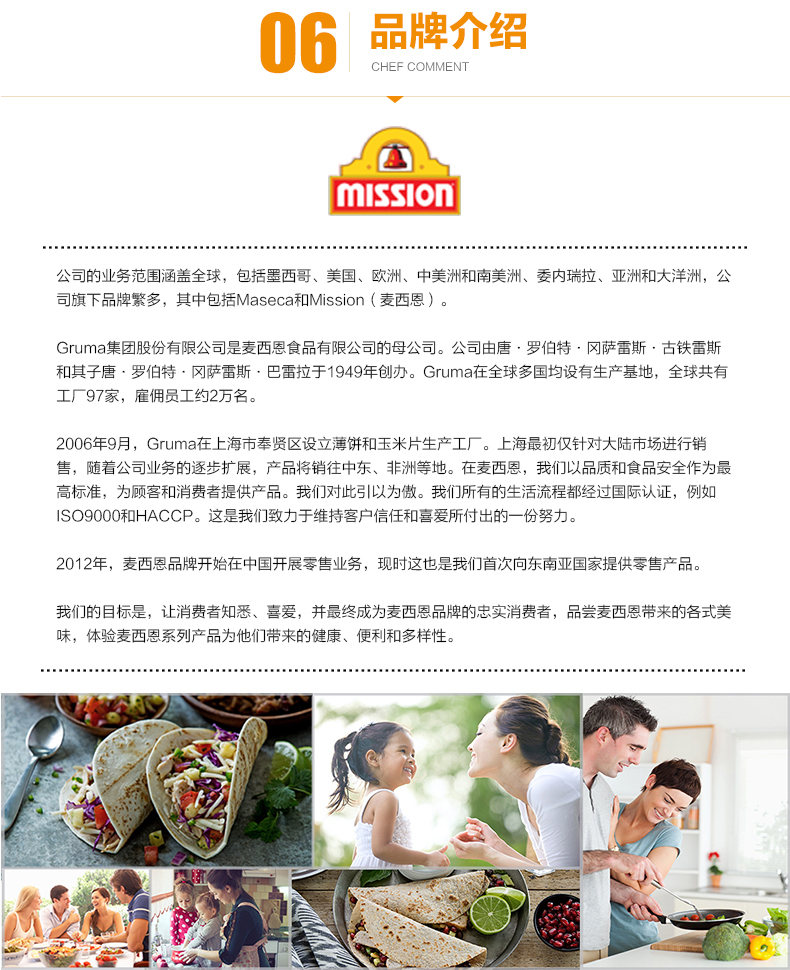 06
品牌介绍
CHEF COMMENT
mission
公司的业务范围涵盖全球，包括墨西哥、美国、欧洲、中美洲和南美洲、委内瑞拉、亚洲和大洋洲，公
司旗下品牌繁多，其中包括Maseca和Mission（麦西恩）。
Gruma集团股份有限公司是麦西恩食品有限公司的母公司。公司由唐·罗伯特·冈萨雷斯·古铁雷斯
和其子唐·罗伯特·冈萨雷斯·巴雷拉于1949年创办。Gruma在全球多国均设有生产基地，全球共有
工厂97家，雇佣员工约2万名。
2006年9月，Gruma在上海市奉贤区设立薄饼和玉米片生产工厂。上海最初仅针对大陆市场进行销
售，随着公司业务的逐步扩展，产品将销往中东、非洲等地。在麦西恩，我们以品质和食品安全作为最
高标准，为顾客和消费者提供产品。我们对此引以为傲。我们所有的生活流程都经过国际认证，例如
ISO9000和HACCP。这是我们致力于维持客户信任和喜爱所付出的一份努力。
2012年，麦西恩品牌开始在中国开展零售业务，现时这也是我们首次向东南亚国家提供零售产品。
我们的目标是，让消费者知悉、喜爱，并最终成为麦西恩品牌的忠实消费者，品尝麦西恩带来的各式美
味，体验麦西恩系列产品为他们带来的健康、便利和多样性。